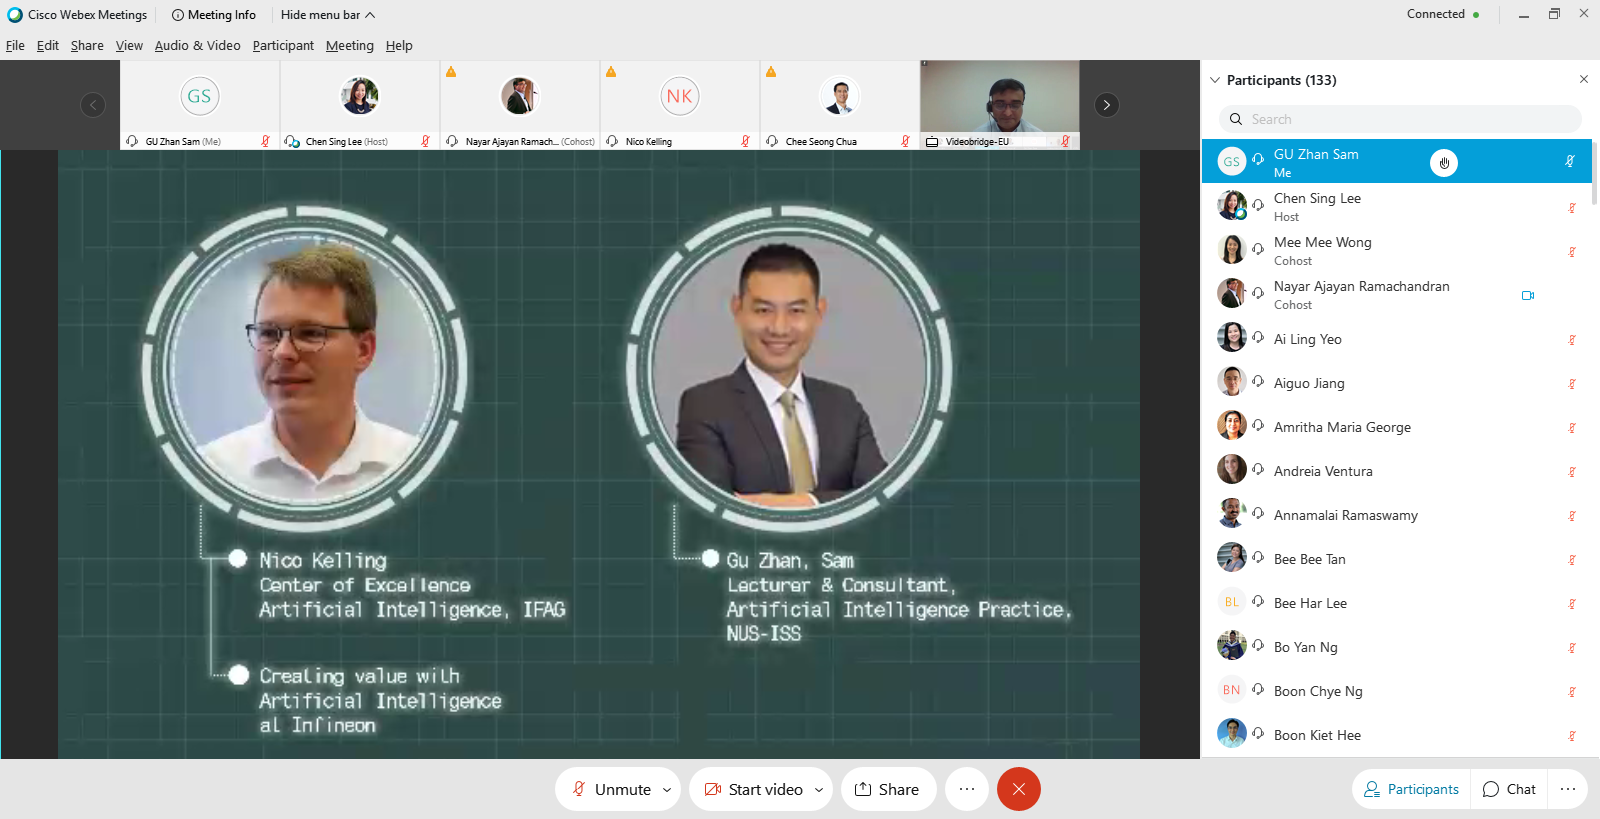 Cisco Webex Meetings
Meeting Info
Hide menu bar
Connected
File Edit Share View Audio & Video Participant Meeting Help
GS
NK
GU Zhan Sam (Me)
Chen Sing Lee (Host)
Nayar Ajayan Ramach... (Cohost)
Nico Kelling
Chee Seong Chua
Videobridge-EU
Nico Kelling
Center of Excellence
Artificial Intelligence, IFAG
Creating value with
Artificial Intelligence
at Infineon
Gu Zhan, Sam
Lecturer & Consultant,
Artificial Intelligence Practice,
NUS-ISS
Participants (133)
Search
GS
GU Zhan Sam
Me
Chen Sing Lee
Host
Mee Mee Wong
Cohost
Nayar Ajayan Ramachandran
Cohost
Ai Ling Yeo
Aiguo Jiang
Amritha Maria George
Andreia Ventura
Annamalai Ramaswamy
Bee Bee Tan
BL
Bee Har Lee
Bo Yan Ng
BN
Boon Chye Ng
Boon Kiet Hee
Unmute
Start video
Share
Participants
Chat